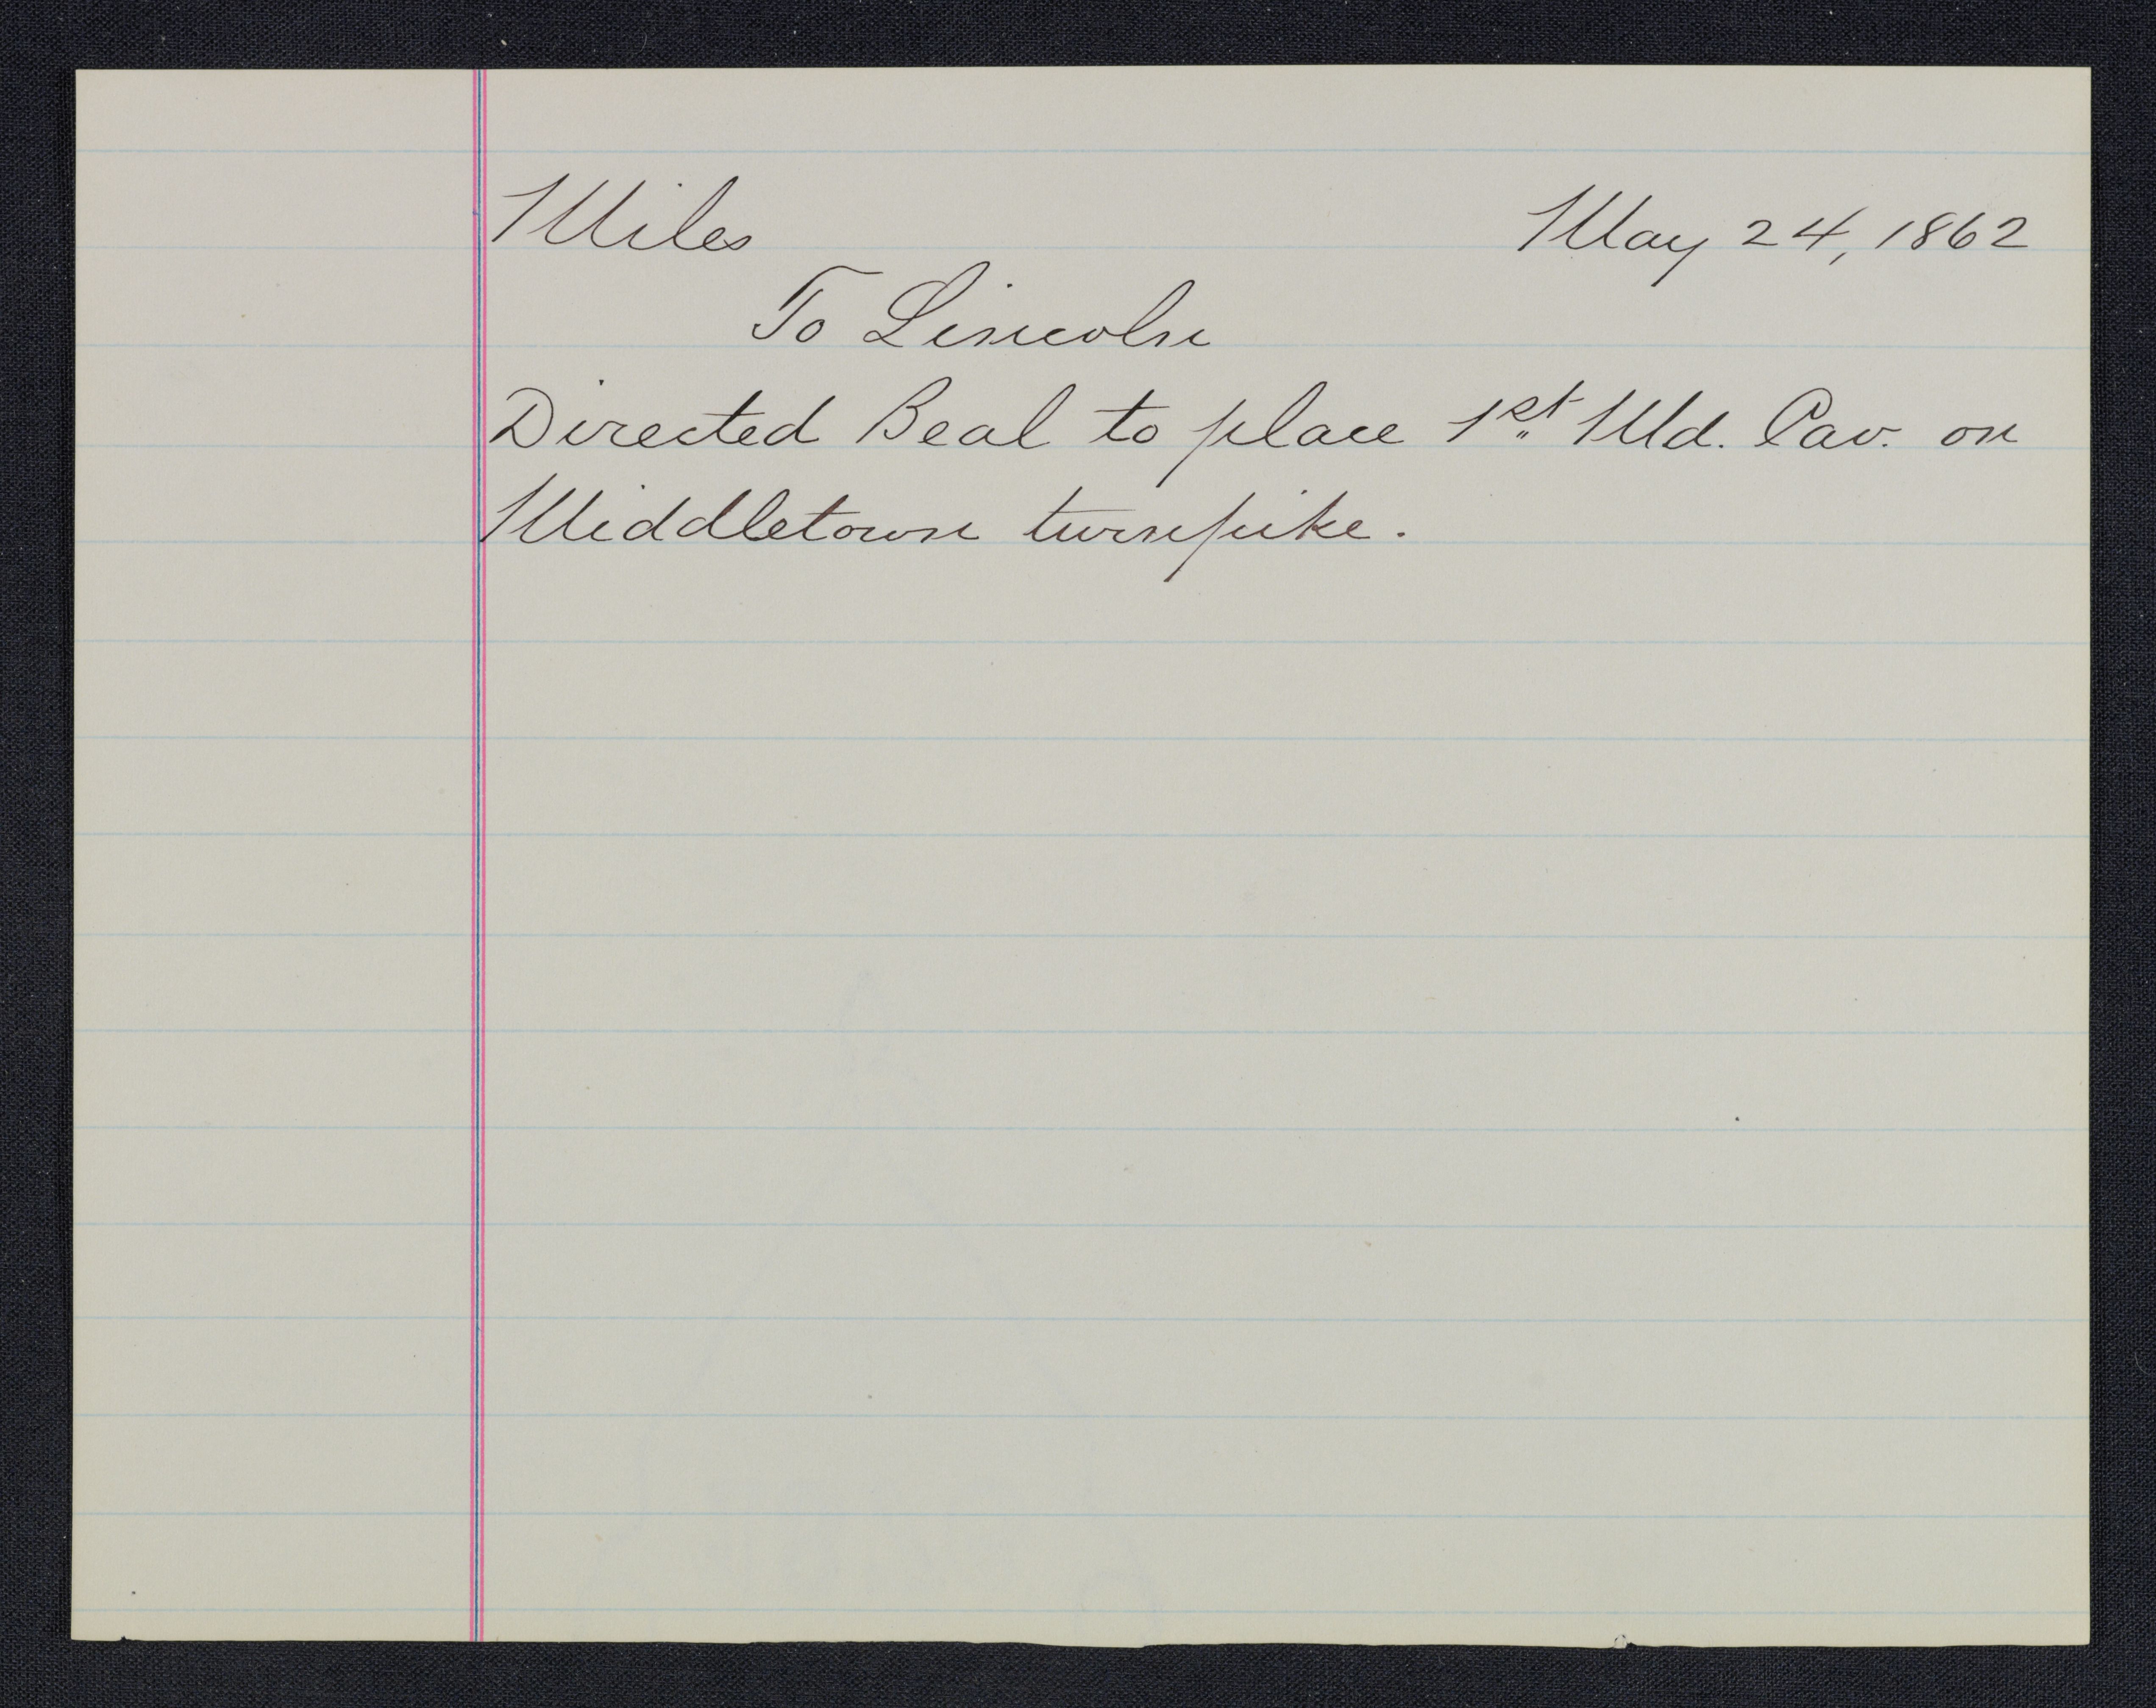 Miles May 24, 1862
To Lincoln
Directed Beal to place 1st Md. Cav. on
Middletown turnpike.